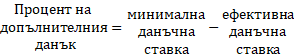 Процент на допълнителния данък = минимална данъчна ставка − ефективна данъчна ставка